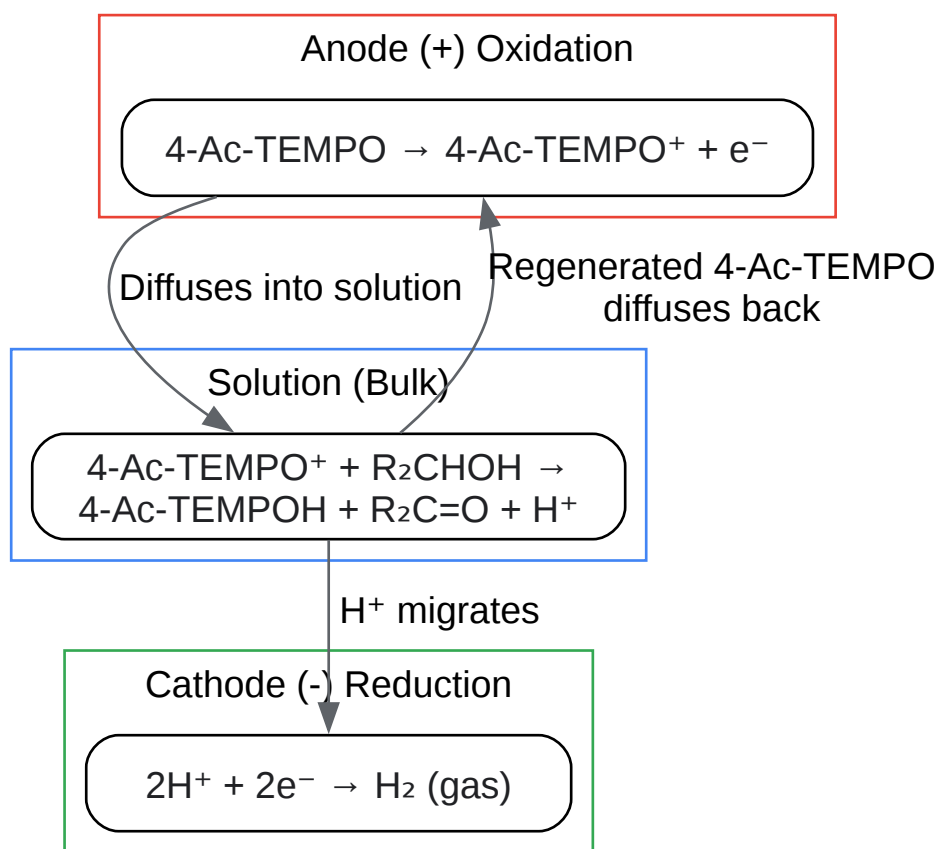 Anode (+) Oxidation
4-Ac-TEMPO → 4-Ac-TEMPO⁺ + e⁻
Diffuses into solution
Regenerated 4-Ac-TEMPO
diffuses back
Solution (Bulk)
4-Ac-TEMPO⁺ + R₂CHOH →
4-Ac-TEMPOH + R₂C=O + H⁺
H⁺ migrates
Cathode (-) Reduction
2H⁺ + 2e⁻ → H₂ (gas)